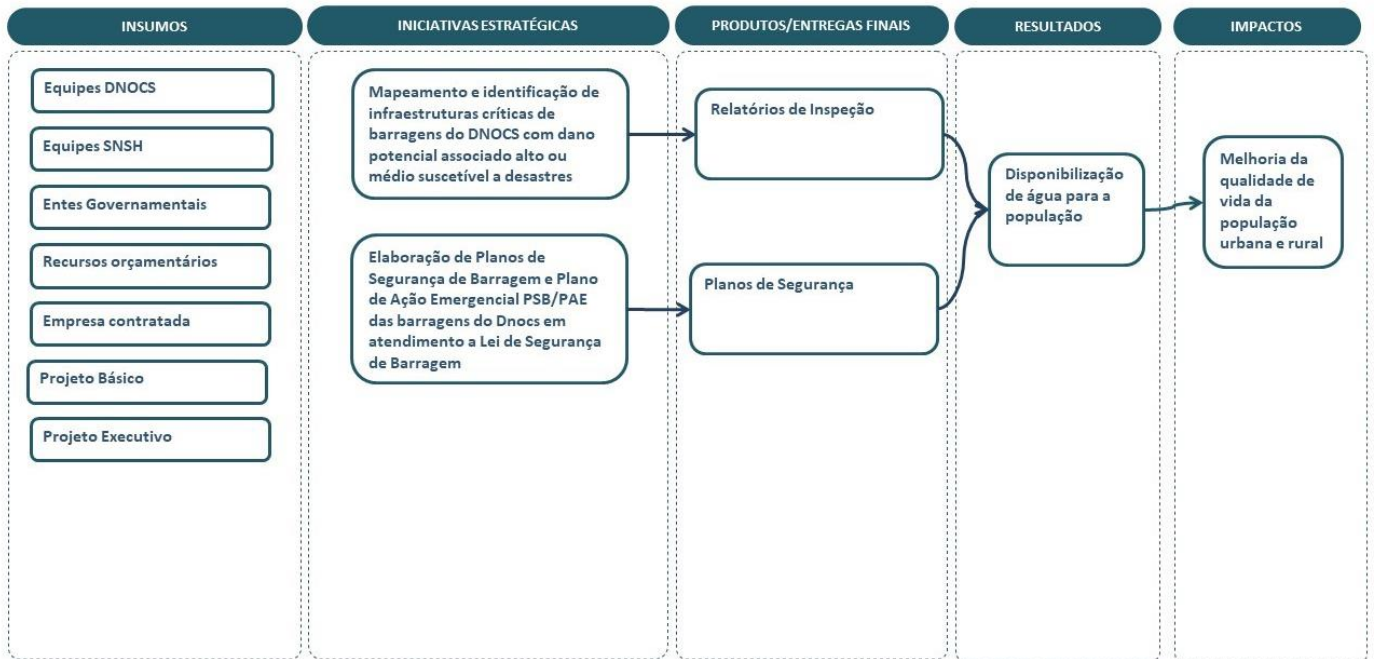 INSUMOS
INICIATIVAS ESTRATÉGICAS
PRODUTOS/ENTREGAS FINAIS
RESULTADOS
IMPACTOS
Equipes DNOCS
Equipes SNSH
Entes Governamentais
Recursos orçamentários
Empresa contratada
Projeto Básico
Projeto Executivo
Mapeamento e identificação de
infraestruturas críticas de
barragens do DNOCS com dano
potencial associado alto ou
médio suscetível a desastres
Elaboração de Planos de
Segurança de Barragem e Plano
de Ação Emergencial PSB/PAE
das barragens do Dnocs em
atendimento a Lei de Segurança
de Barragem
Relatórios de Inspeção
Planos de Segurança
Disponibilização
de água para a
população
Melhoria da
qualidade de
vida da
população
urbana e rural